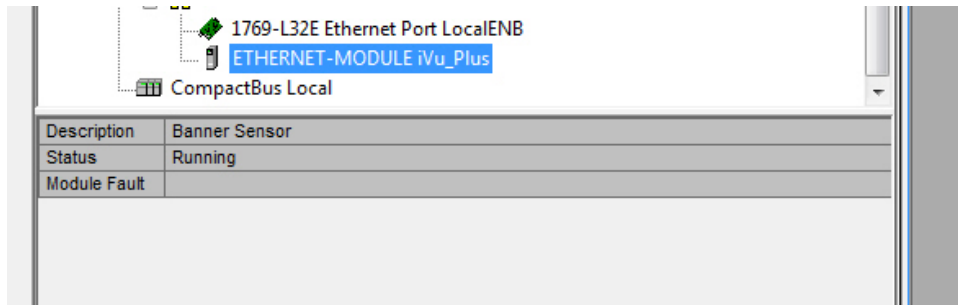 1769-L32E Ethernet Port LocalENB
ETHERNET-MODULE iVu_Plus
CompactBus Local
Description Banner Sensor
Status Running
Module Fault